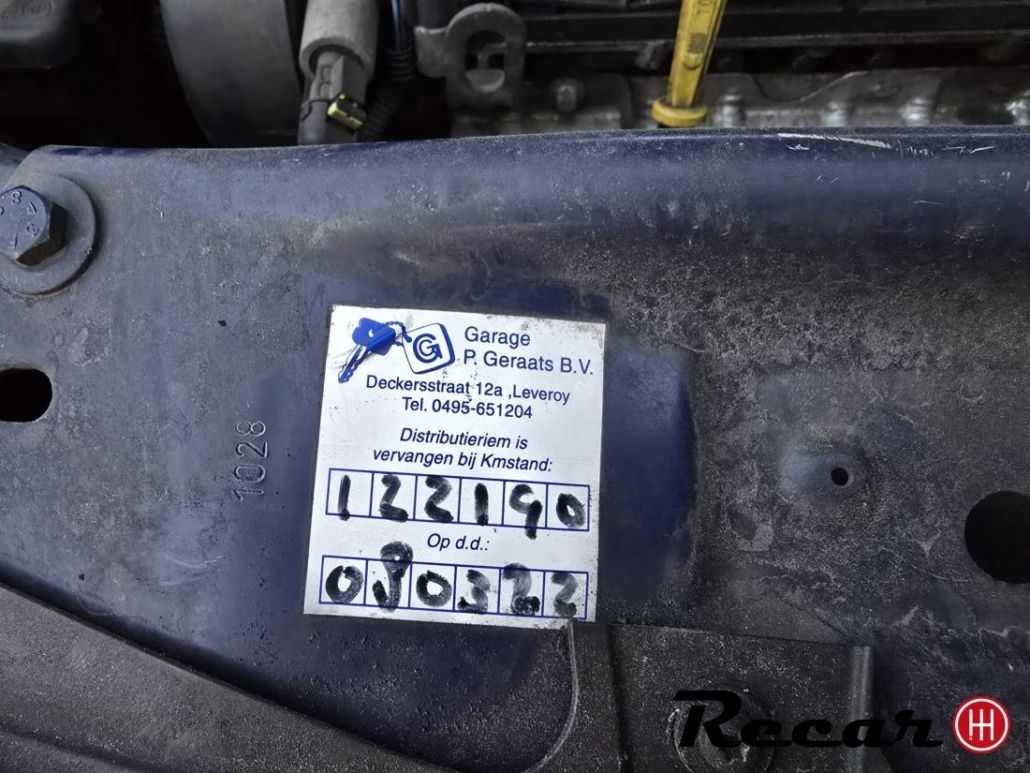 G
Garage
P. Geraats B.V.
Deckersstraat 12a ,Leveroy
Tel. 0495-651204
Distributieriem is
vervangen bij Kmstand:
122190
Op d.d.:
080322
1028
Recar